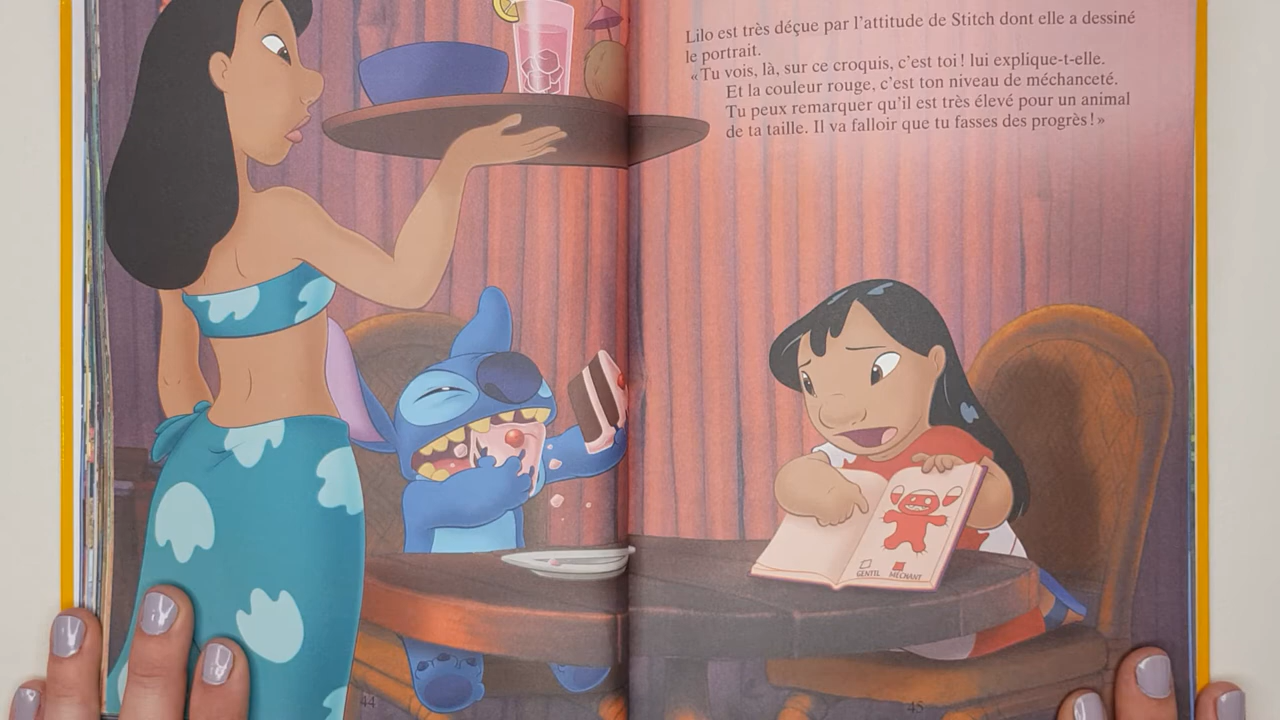 Lilo est très déçue par l'attitude de Stitch dont elle a dessiné
le portrait.
«Tu vois, là, sur ce croquis, c'est toi! lui explique-t-elle.
Et la couleur rouge, c'est ton niveau de méchanceté.
Tu peux remarquer qu'il est très élevé pour un animal
de ta taille. Il va falloir que tu fasses des progrès!»
GENTIL MECHANT
44
45